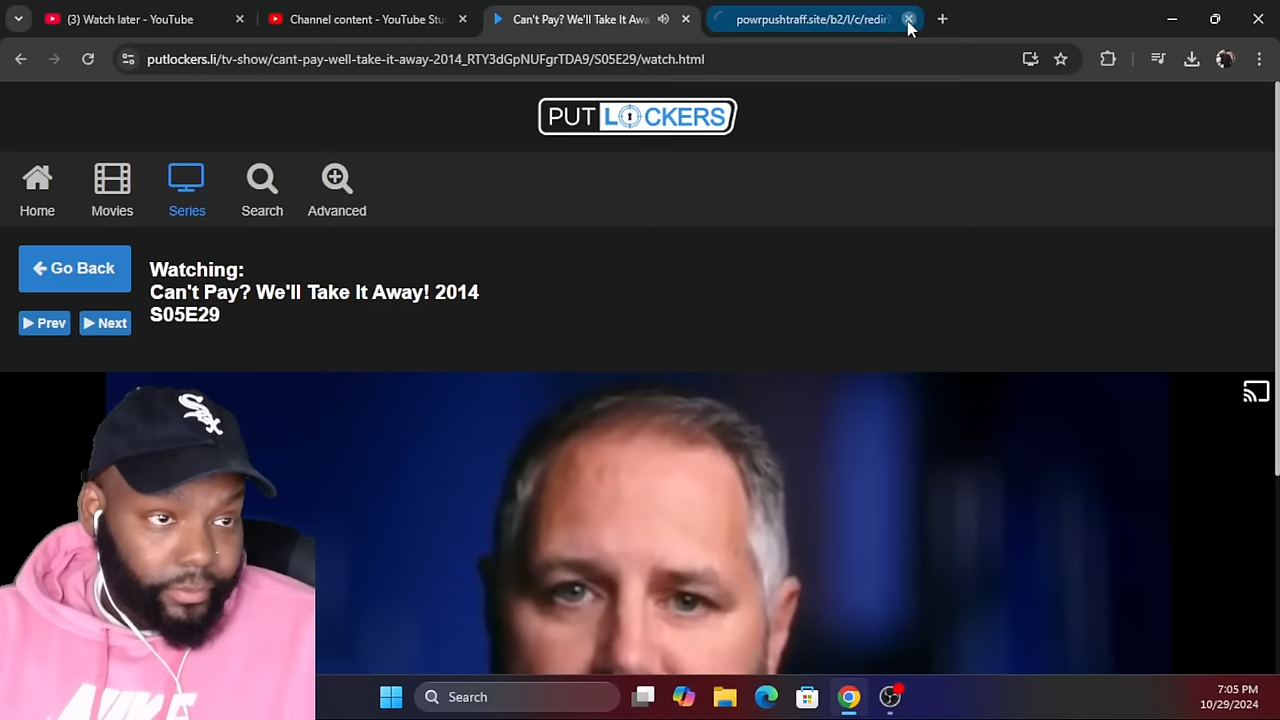 (3) Watch later - YouTube
Channel content - YouTube Stu
Can't Pay? We'll Take It Awa
powrpushtraff.site/b2/l/c/redir?
putlockers.li/tv-show/cant-pay-well-take-it-away-2014_RTY3dGpNUFgrTDA9/S05E29/watch.html
PUT LOCKERS
Home
Movies
Series
Search
Advanced
Go Back
Watching:
Can't Pay? We'll Take It Away! 2014
S05E29
Prev
Next
Sox
NIKE
Search
7:05 PM
10/29/2024